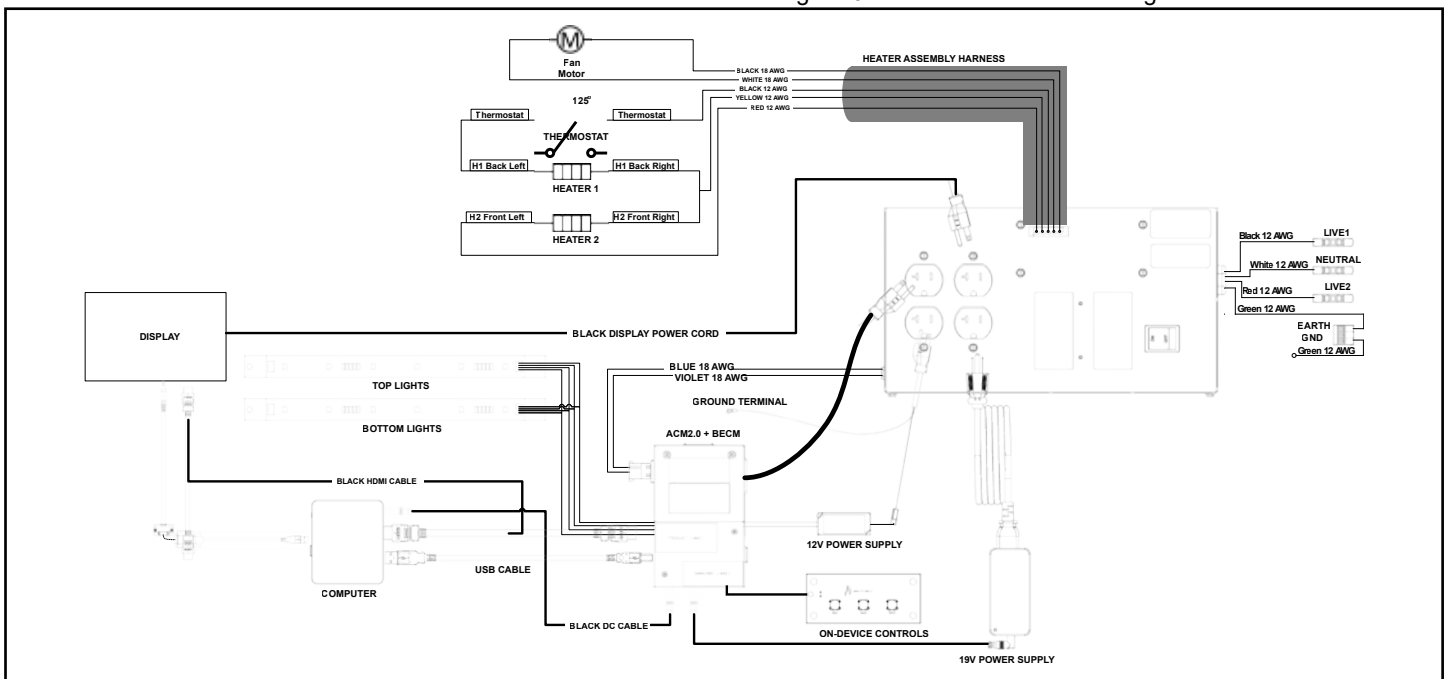 M
Fan
Motor
HEATER ASSEMBLY HARNESS
BLACK 18 AWG
WHITE 18 AWG
BLACK 12 AWG
YELLOW 12 AWG
RED 12 AWG
125°
Thermostat
Thermostat
THERMOSTAT
H1 Back Left
H1 Back Right
HEATER 1
H2 Front Left
H2 Front Right
HEATER 2
Black 12 AWG
LIVE1
White 12 AWG
NEUTRAL
Red 12 AWG
LIVE2
Green 12 AWG
EARTH
GND
Green 12 AWG
DISPLAY
BLACK DISPLAY POWER CORD
TOP LIGHTS
BOTTOM LIGHTS
BLUE 18 AWG
VIOLET 18 AWG
GROUND TERMINAL
ACM2.0 + BECM
BLACK HDMI CABLE
12V POWER SUPPLY
USB CABLE
COMPUTER
BLACK DC CABLE
ON-DEVICE CONTROLS
19V POWER SUPPLY